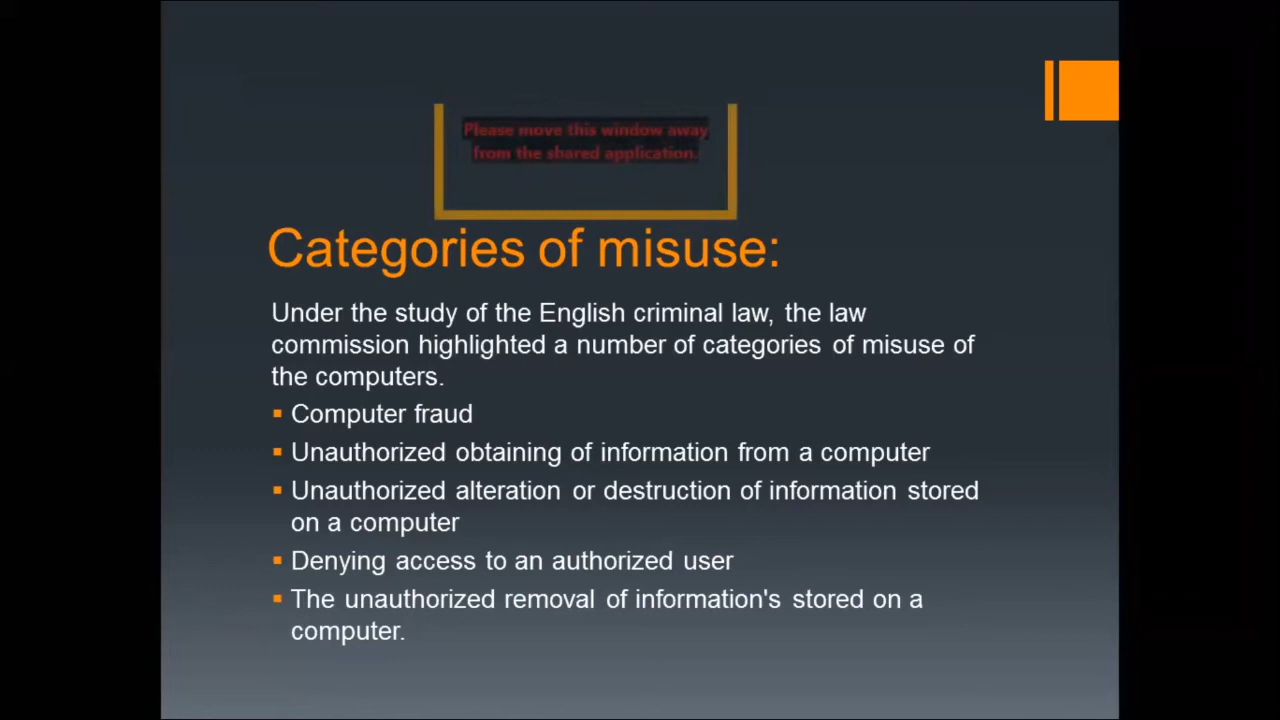 Please move this window away
from the shared application.
Categories of misuse:
Under the study of the English criminal law, the law
commission highlighted a number of categories of misuse of
the computers.
Computer fraud
Unauthorized obtaining of information from a computer
Unauthorized alteration or destruction of information stored
on a computer
Denying access to an authorized user
The unauthorized removal of information's stored on a
computer.